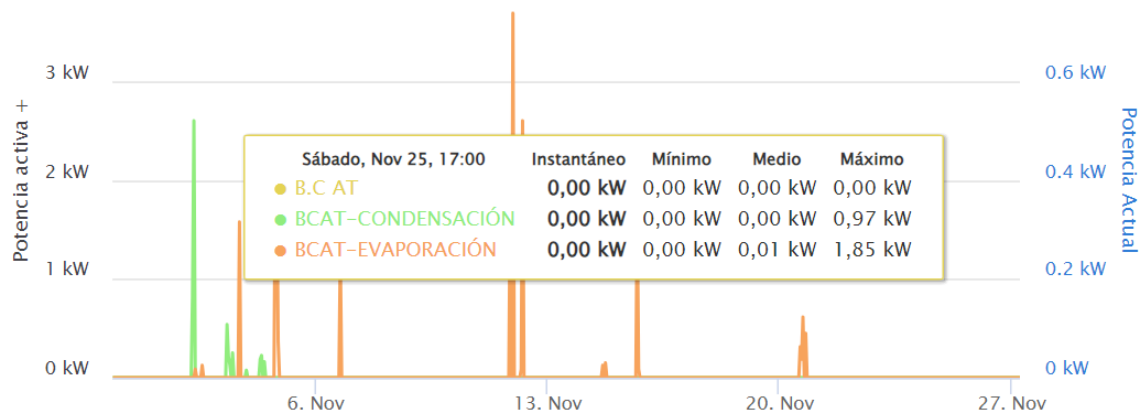 Potencia activa +
3 kW
2 kW
1 kW
0 kW
0.6 kW
0.4 kW
0.2 kW
0 kW
Potencia Actual
Sábado, Nov 25, 17:00 Instantáneo Mínimo Medio Máximo
B.C AT 0,00 kW 0,00 kW 0,00 kW 0,00 kW
BCAT-CONDENSACIÓN 0,00 kW 0,00 kW 0,00 kW 0,97 kW
BCAT-EVAPORACIÓN 0,00 kW 0,00 kW 0,01 kW 1,85 kW
6. Nov 13. Nov 20. Nov 27. Nov